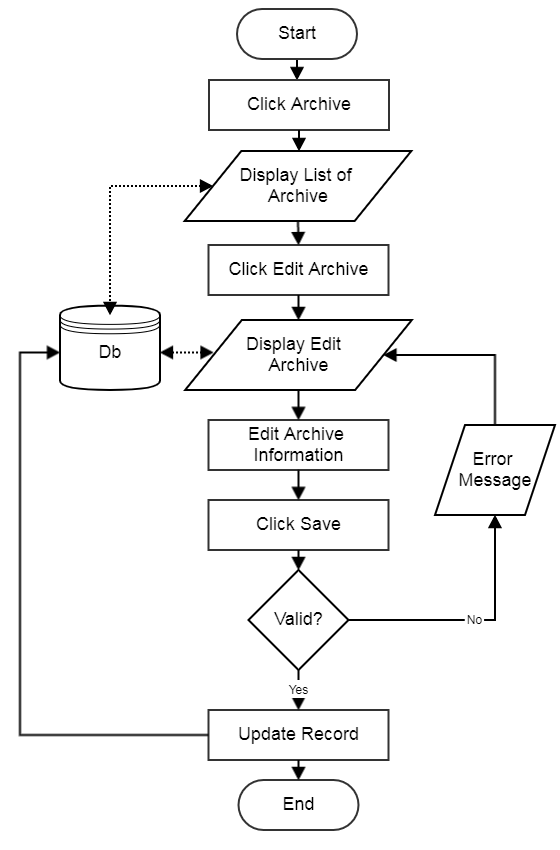 Start
Click Archive
Display List of
Archive
Click Edit Archive
Db
Display Edit
Archive
Edit Archive
Information
Error
Message
Click Save
Valid?
No
Yes
Update Record
End